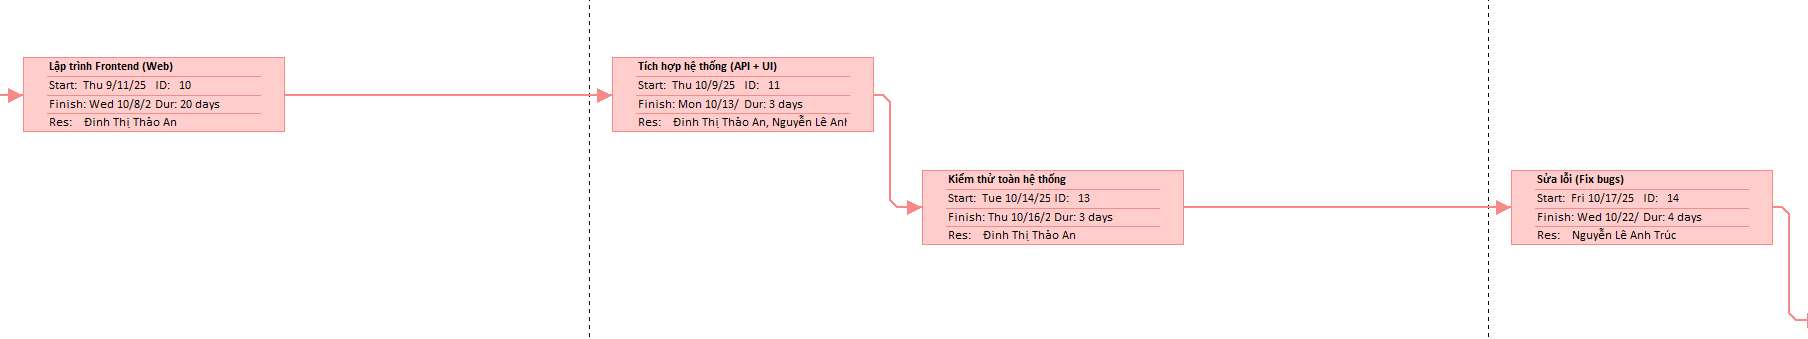 Lập trình Frontend (Web)
Start: Thu 9/11/25 ID: 10
Finish: Wed 10/8/2 Dur: 20 days
Res: Đinh Thị Thảo An
Tích hợp hệ thống (API + UI)
Start: Thu 10/9/25 ID: 11
Finish: Mon 10/13/ Dur: 3 days
Res: Đinh Thị Thảo An, Nguyễn Lê Anh
Kiểm thử toàn hệ thống
Start: Tue 10/14/25 ID: 13
Finish: Thu 10/16/2 Dur: 3 days
Res: Đinh Thị Thảo An
Sửa lỗi (Fix bugs)
Start: Fri 10/17/25 ID: 14
Finish: Wed 10/22/ Dur: 4 days
Res: Nguyễn Lê Anh Trúc